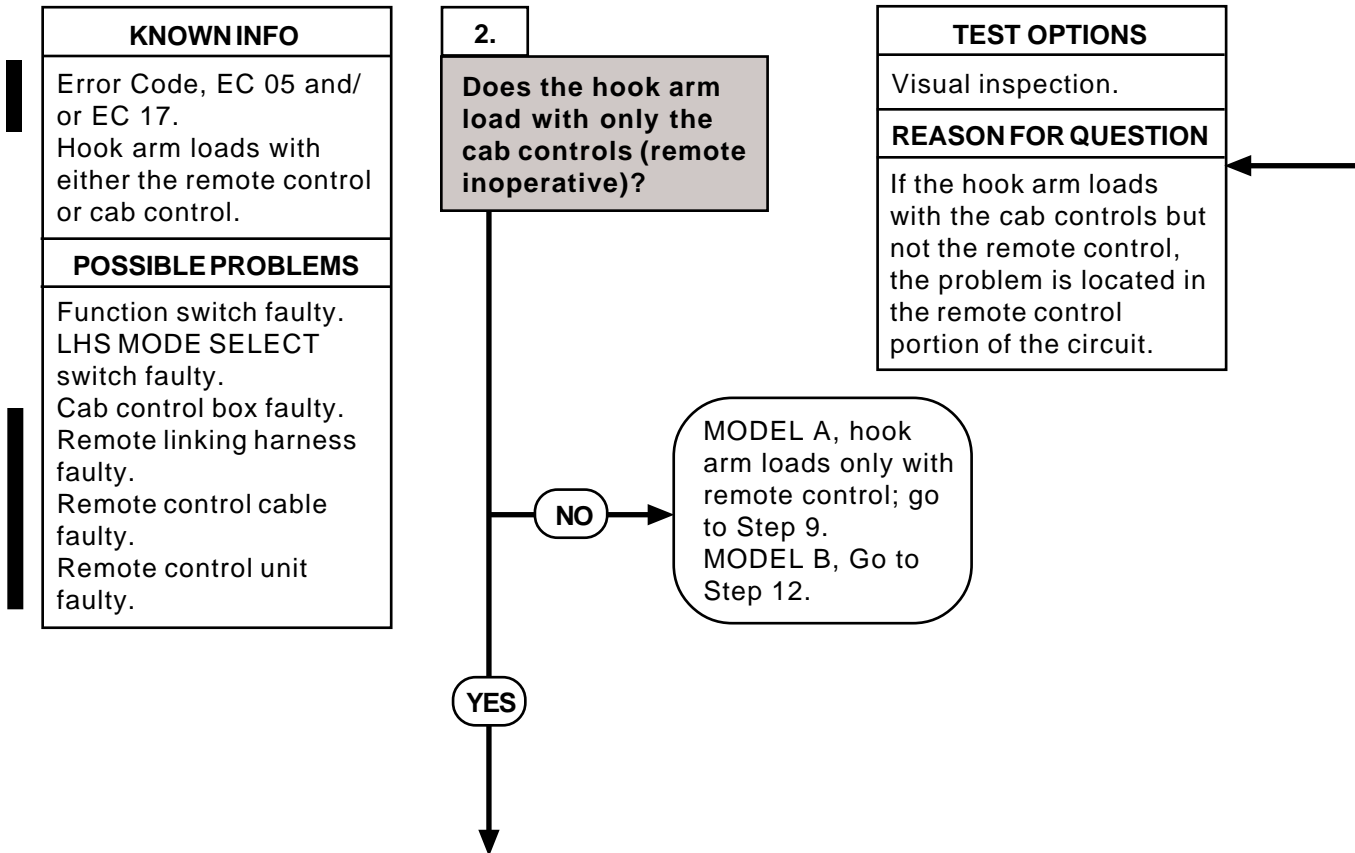 KNOWN INFO
Error Code, EC 05 and/
or EC 17.
Hook arm loads with
either the remote control
or cab control.
POSSIBLE PROBLEMS
Function switch faulty.
LHS MODE SELECT
switch faulty.
Cab control box faulty.
Remote linking harness
faulty.
Remote control cable
faulty.
Remote control unit
faulty.
2.
Does the hook arm
load with only the
cab controls (remote
inoperative)?
NO
MODEL A, hook
arm loads only with
remote control; go
to Step 9.
MODEL B, Go to
Step 12.
YES
TEST OPTIONS
Visual inspection.
REASON FOR QUESTION
If the hook arm loads
with the cab controls but
not the remote control,
the problem is located in
the remote control
portion of the circuit.